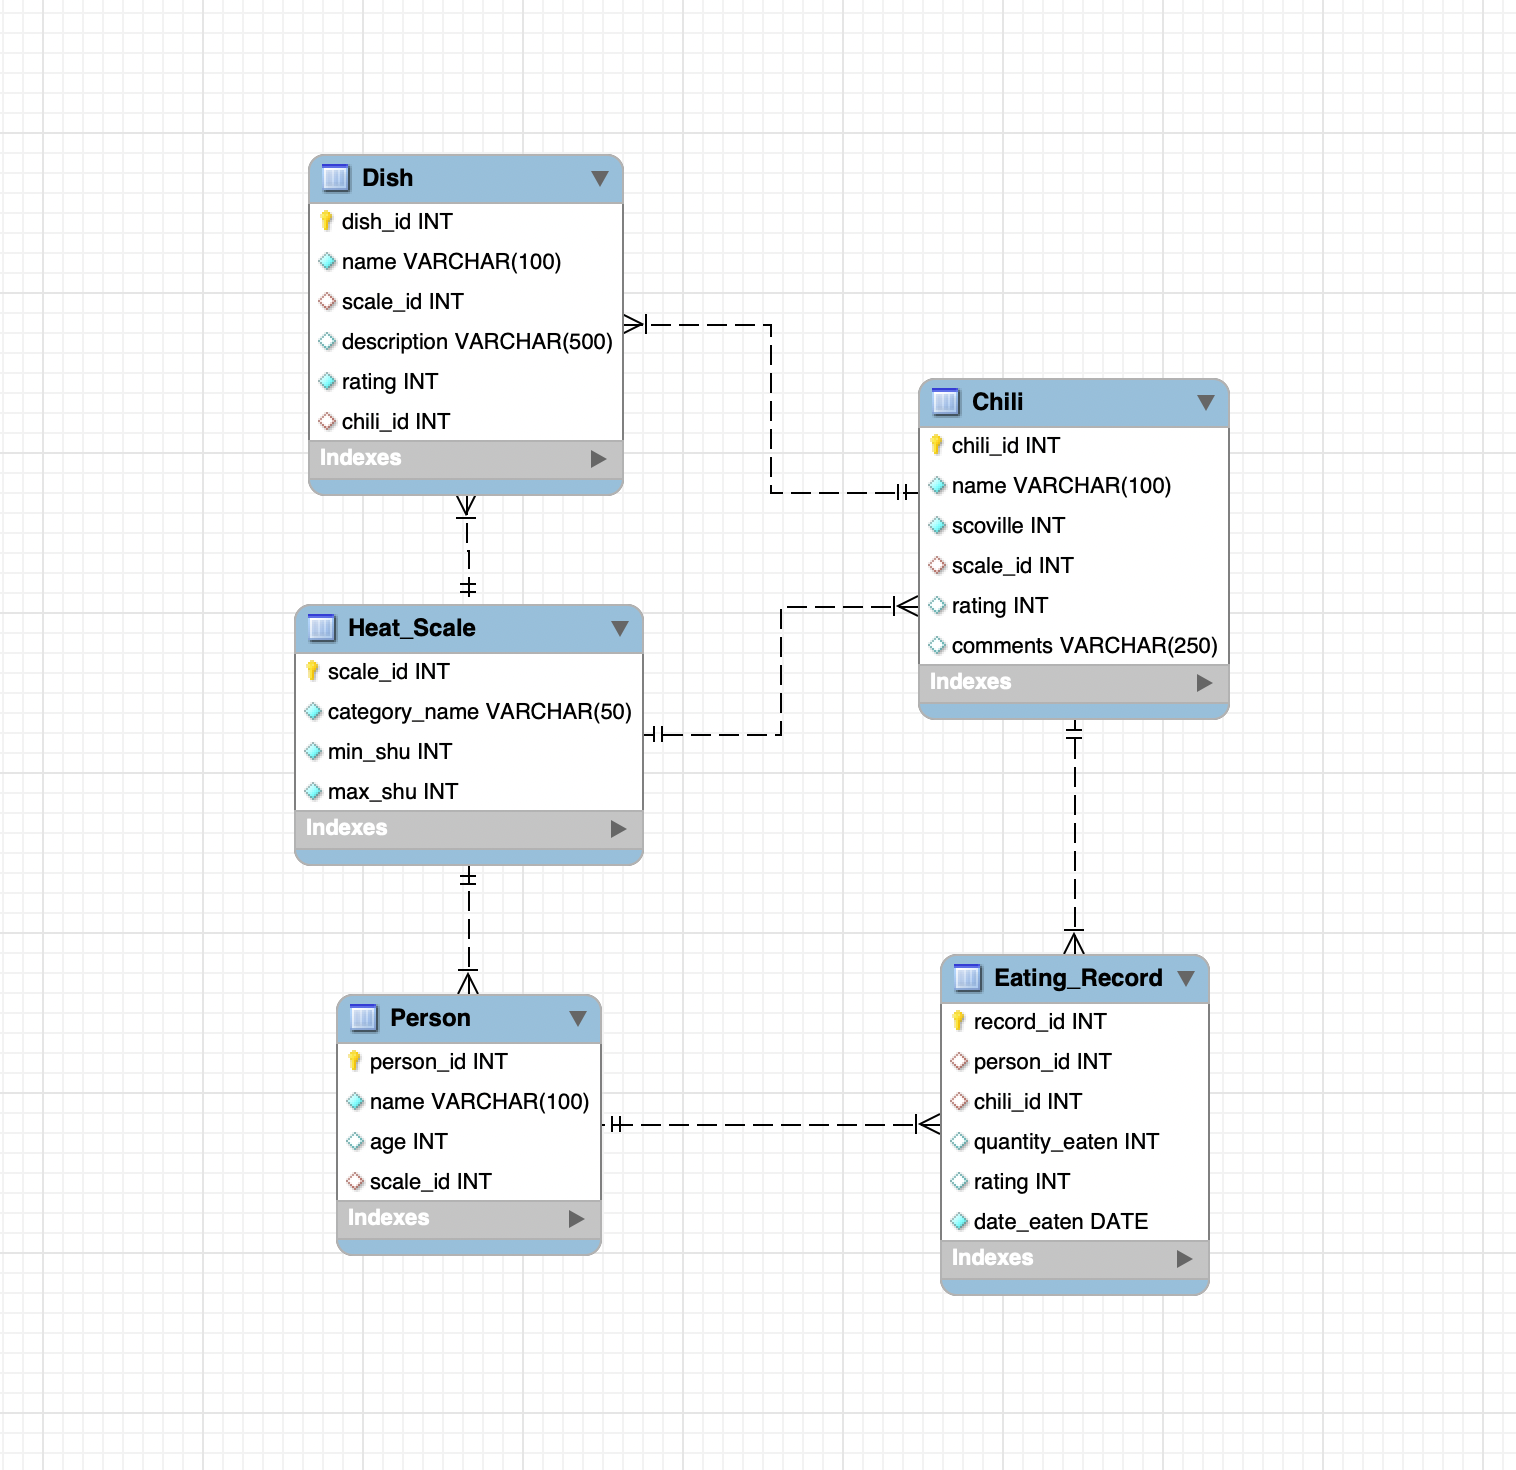 Dish
dish_id INT
name VARCHAR(100)
scale_id INT
description VARCHAR(500)
rating INT
chili_id INT
Indexes
Chili
chili_id INT
name VARCHAR(100)
scoville INT
scale_id INT
rating INT
comments VARCHAR(250)
Indexes
Heat_Scale
scale_id INT
category_name VARCHAR(50)
min_shu INT
max_shu INT
Indexes
Person
person_id INT
name VARCHAR(100)
age INT
scale_id INT
Indexes
Eating_Record
record_id INT
person_id INT
chili_id INT
quantity_eaten INT
rating INT
date_eaten DATE
Indexes